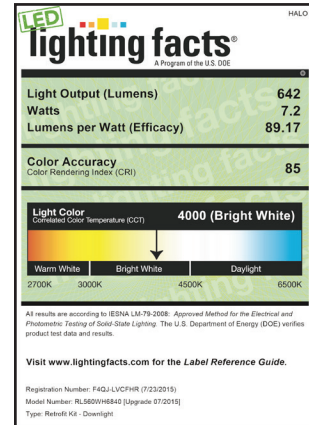 HALO
LED
lighting facts®
A Program of the U.S. DOE
Light Output (Lumens) 642
Watts 7.2
Lumens per Watt (Efficacy) 89.17
Color Accuracy
Color Rendering Index (CRI) 85
Light Color
Correlated Color Temperature (CCT) 4000 (Bright White)
Warm White Bright White Daylight
2700K 3000K 4500K 6500K
All results are according to IESNA LM-79-2008: Approved Method for the Electrical and
Photometric Testing of Solid-State Lighting. The U.S. Department of Energy (DOE) verifies
product test data and results.
Visit www.lightingfacts.com for the Label Reference Guide.
Registration Number: F4QJ-LVCFHR (7/23/2015)
Model Number: RL560WH6840 [Upgrade 07/2015]
Type: Retrofit Kit - Downlight